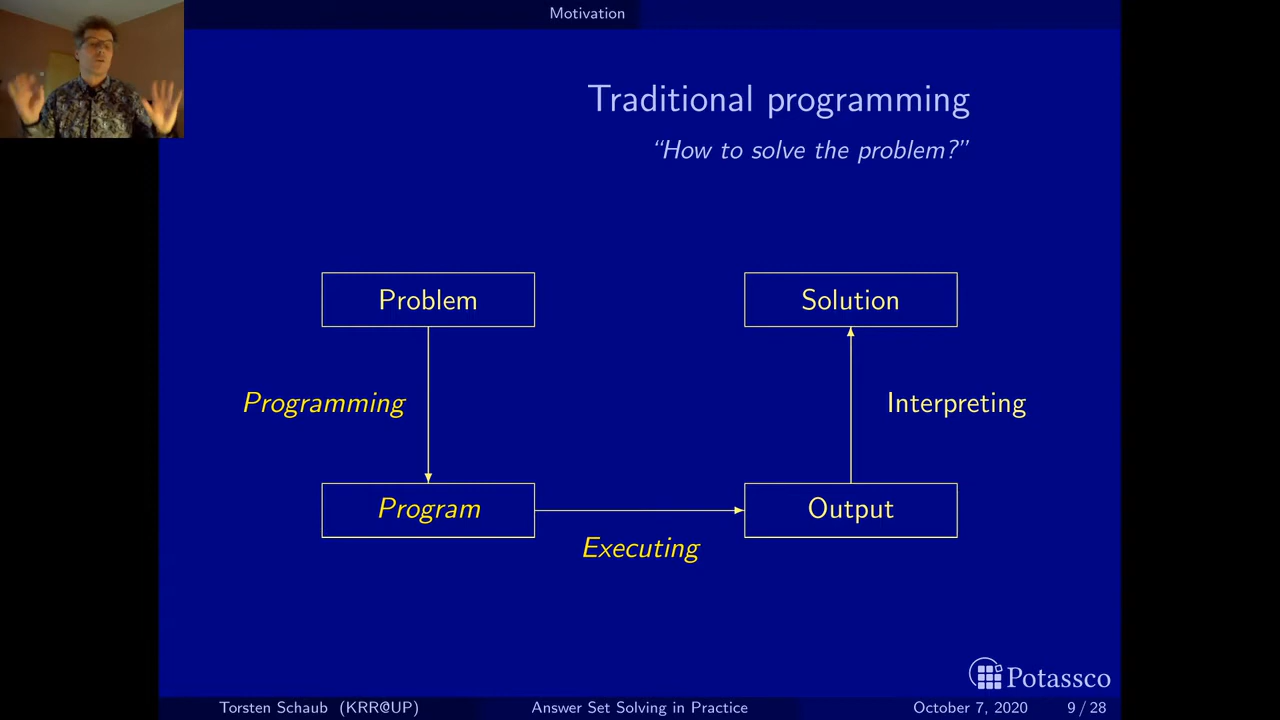 Motivation
Traditional programming
“How to solve the problem?”
Problem
Solution
Programming
Interpreting
Program
Output
Executing
Potassco
Torsten Schaub (KRR@UP)
Answer Set Solving in Practice
October 7, 2020
9 / 28